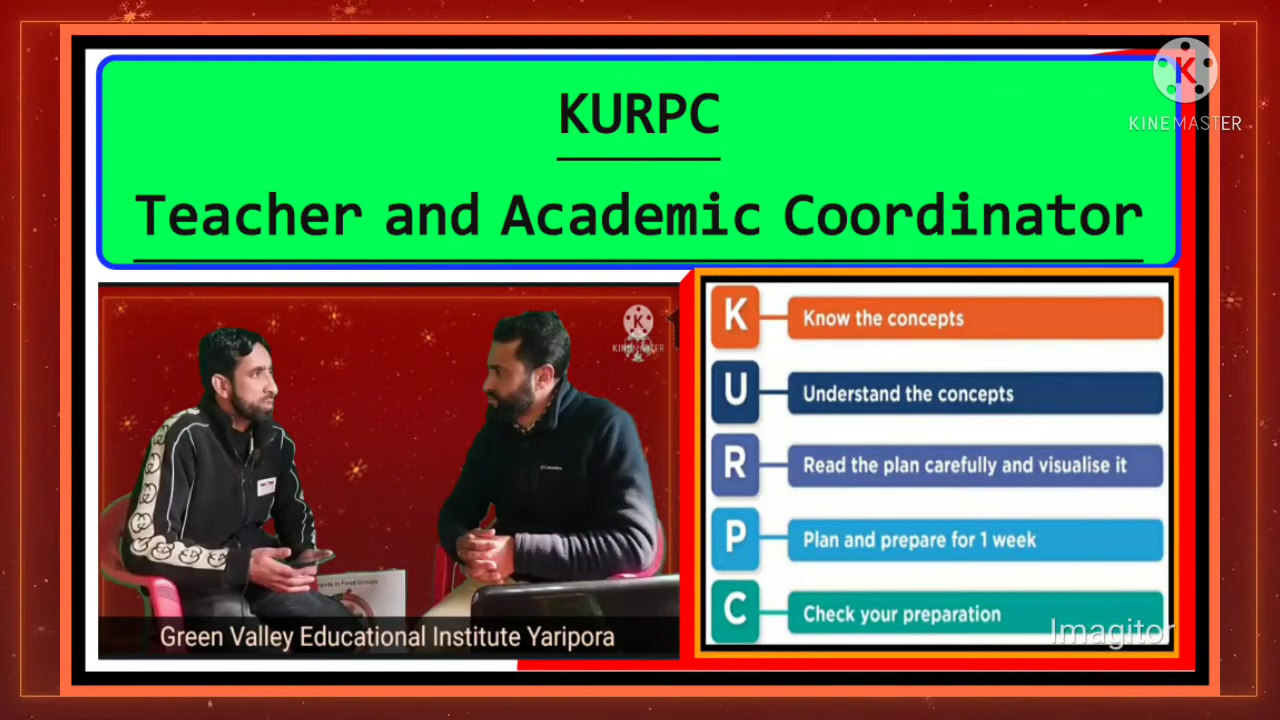 KURPC
KINEMASTER
Teacher and Academic Coordinator
K
KINEMASTER
Green Valley Educational Institute Yaripora
K Know the concepts
U Understand the concepts
R Read the plan carefully and visualise it
P Plan and prepare for 1 week
C Check your preparation
Imagitor